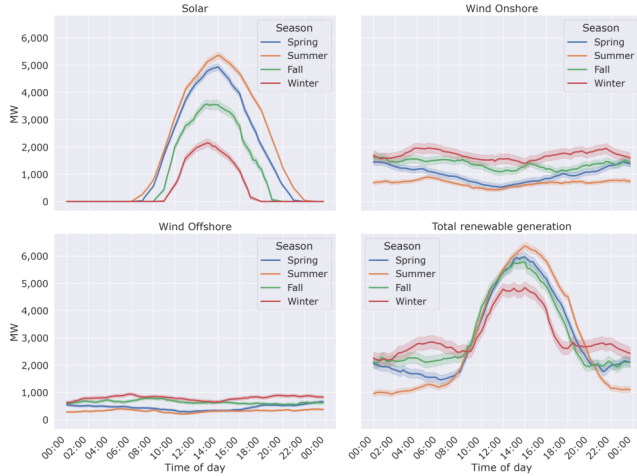 Solar
Season
Spring
Summer
Fall
Winter
6,000
5,000
4,000
3,000
2,000
1,000
0
MW
Wind Onshore
Season
Spring
Summer
Fall
Winter
Wind Offshore
Season
Spring
Summer
Fall
Winter
6,000
5,000
4,000
3,000
2,000
1,000
0
MW
00:00
02:00
04:00
06:00
08:00
10:00
12:00
14:00
16:00
18:00
20:00
22:00
00:00
Time of day
Total renewable generation
Season
Spring
Summer
Fall
Winter
00:00
02:00
04:00
06:00
08:00
10:00
12:00
14:00
16:00
18:00
20:00
22:00
00:00
Time of day